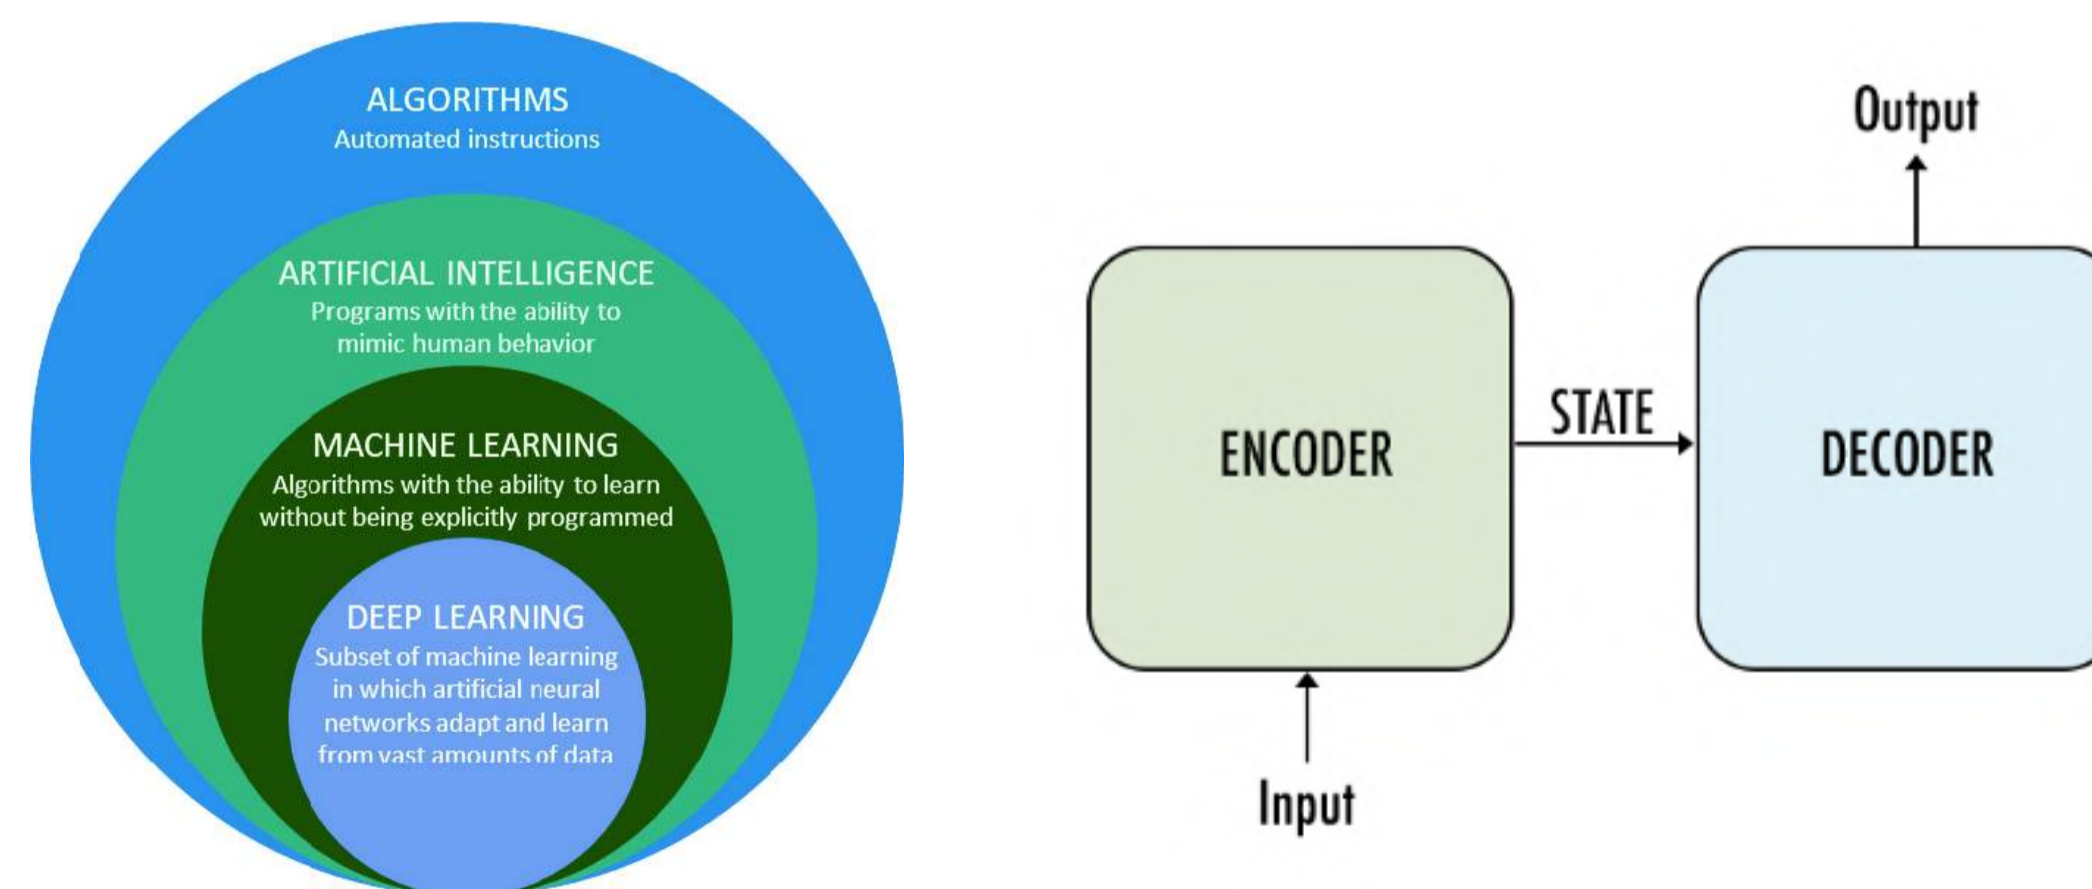 ALGORITHMS
Automated instructions
ARTIFICIAL INTELLIGENCE
Programs with the ability to
mimic human behavior
MACHINE LEARNING
Algorithms with the ability to learn
without being explicitly programmed
DEEP LEARNING
Subset of machine learning
in which artificial neural
networks adapt and learn
from vast amounts of data
Output
ENCODER
STATE
DECODER
Input